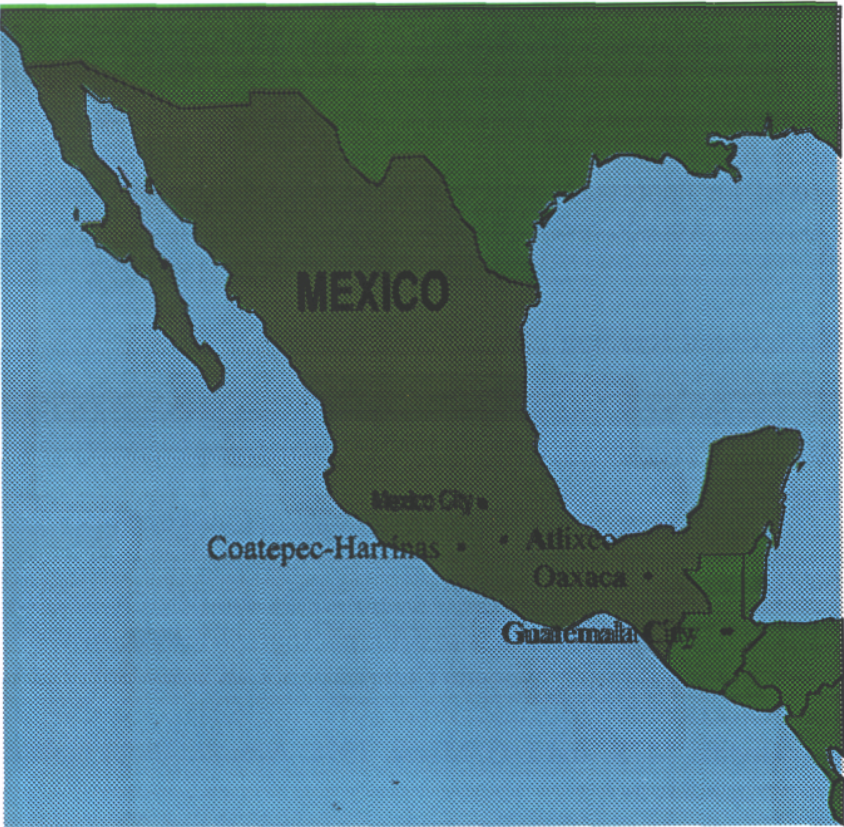 MEXICO
Mexico City
Coatepec-Harrinas
Atlixco
Oaxaca
Guatemala City